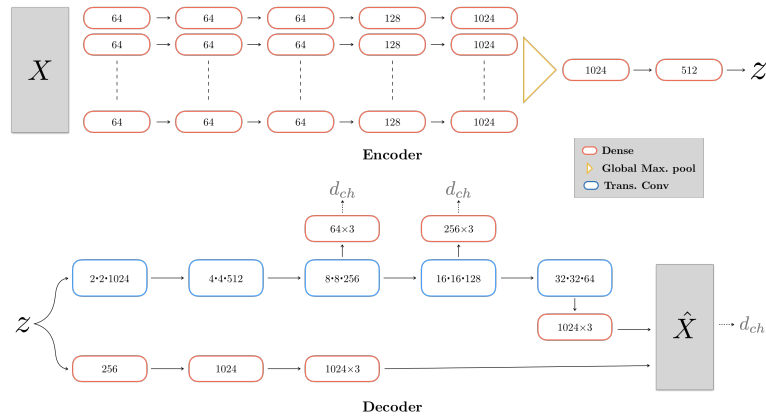 64 64 64 128 1024
64 64 64 128 1024
X
1024 512 z
64 64 64 128 1024
Encoder
Dense
Global Max. pool
Trans. Conv
d_ch d_ch
64×3 256×3
2•2•1024 4•4•512 8•8•256 16•16•128 32•32•64
z
1024×3
X̂
d_ch
256 1024 1024×3
Decoder